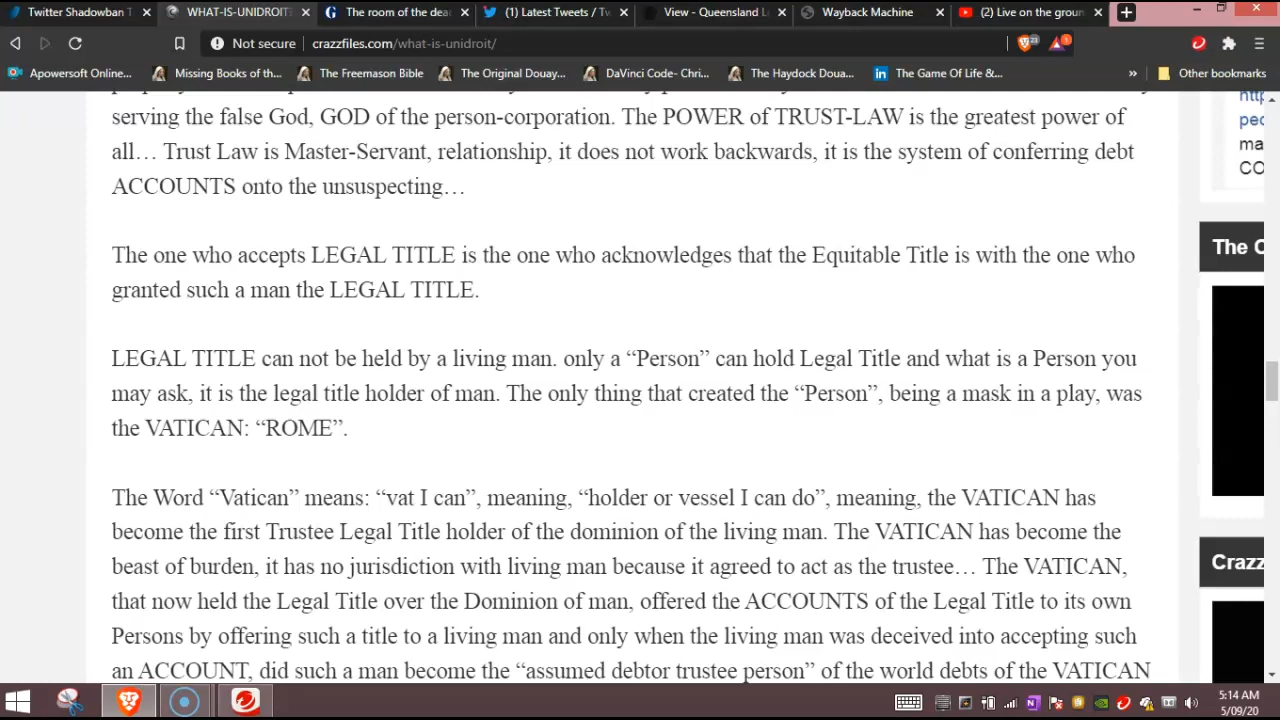 Twitter Shadowban T
WHAT-IS-UNIDROIT?
The room of the dea
(1) Latest Tweets / Tw
View - Queensland Le
Wayback Machine
(2) Live on the groun
Not secure
crazzfiles.com/what-is-unidroit/
23
1
Apowersoft Online...
Missing Books of th...
The Freemason Bible
The Original Douay...
DaVinci Code- Chri...
The Haydock Doua...
The Game Of Life &...
»
Other bookmarks
serving the false God, GOD of the person-corporation. The POWER of TRUST-LAW is the greatest power of
all… Trust Law is Master-Servant, relationship, it does not work backwards, it is the system of conferring debt
ACCOUNTS onto the unsuspecting…
The one who accepts LEGAL TITLE is the one who acknowledges that the Equitable Title is with the one who
granted such a man the LEGAL TITLE.
LEGAL TITLE can not be held by a living man. only a “Person” can hold Legal Title and what is a Person you
may ask, it is the legal title holder of man. The only thing that created the “Person”, being a mask in a play, was
the VATICAN: “ROME”.
The Word “Vatican” means: “vat I can”, meaning, “holder or vessel I can do”, meaning, the VATICAN has
become the first Trustee Legal Title holder of the dominion of the living man. The VATICAN has become the
beast of burden, it has no jurisdiction with living man because it agreed to act as the trustee… The VATICAN,
that now held the Legal Title over the Dominion of man, offered the ACCOUNTS of the Legal Title to its own
Persons by offering such a title to a living man and only when the living man was deceived into accepting such
an ACCOUNT, did such a man become the “assumed debtor trustee person” of the world debts of the VATICAN
http
peo
ma
CO
The C
Crazz
5:14 AM
5/09/20